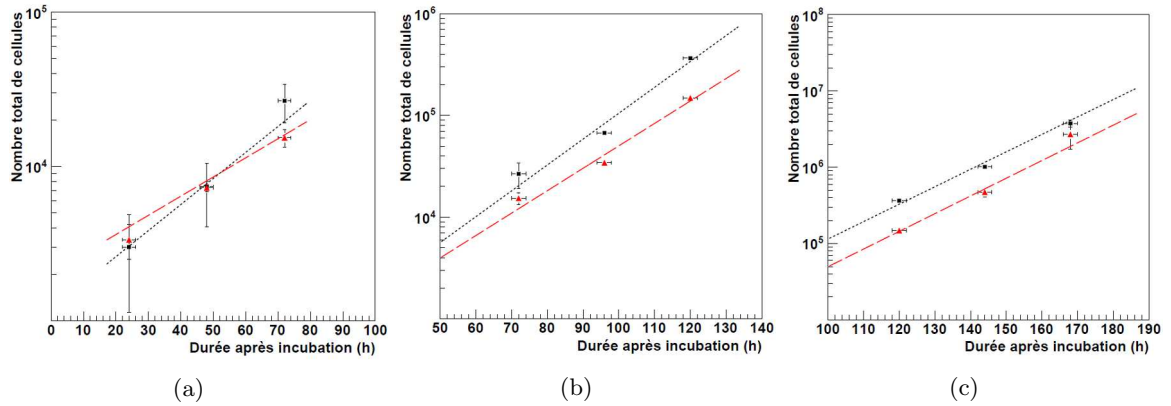 Nombre total de cellules
10^5
10^4
0 10 20 30 40 50 60 70 80 90 100
Durée après incubation (h)
(a)
Nombre total de cellules
10^6
10^5
10^4
50 60 70 80 90 100 110 120 130 140
Durée après incubation (h)
(b)
Nombre total de cellules
10^8
10^7
10^6
10^5
100 110 120 130 140 150 160 170 180 190
Durée après incubation (h)
(c)